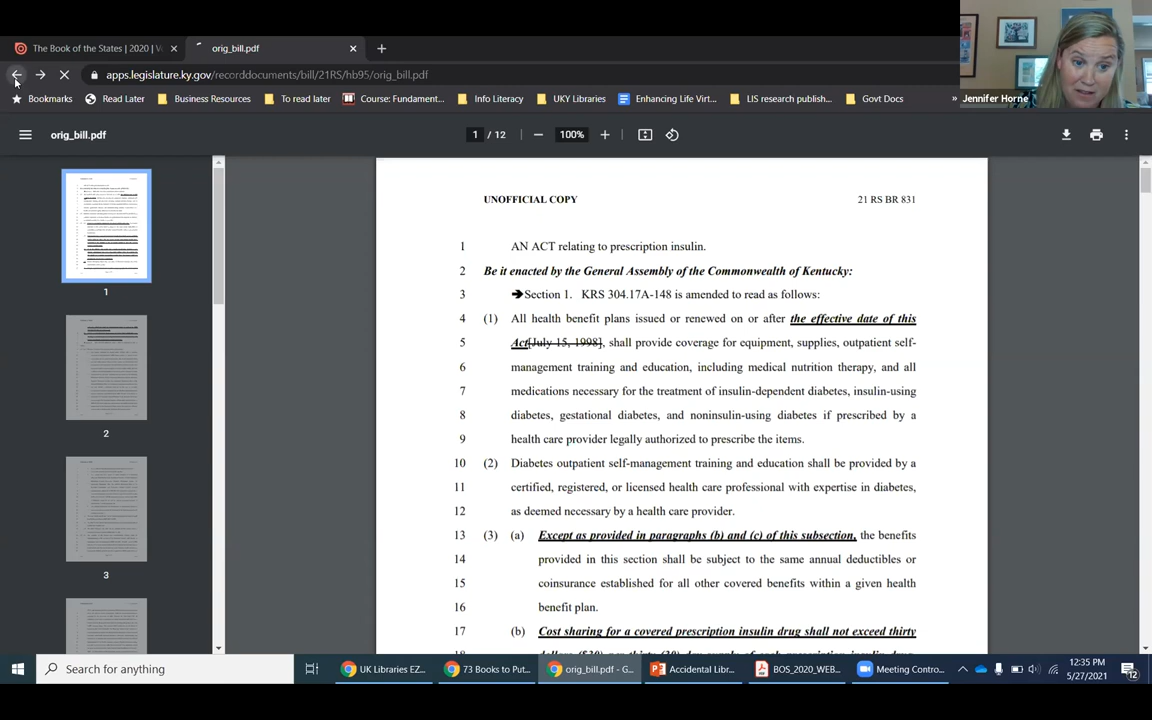 The Book of the States | 2020 | V
orig_bill.pdf
apps.legislature.ky.gov/recorddocuments/bill/21RS/hb95/orig_bill.pdf
Bookmarks
Read Later
Business Resources
To read later
Course: Fundament...
Info Literacy
UKY Libraries
Enhancing Life Virt...
LIS research publish...
Govt Docs
»
Jennifer Horne
orig_bill.pdf
1 / 12
100%
UNOFFICIAL COPY 21 RS BR 831
1 AN ACT relating to prescription insulin.
2 Be it enacted by the General Assembly of the Commonwealth of Kentucky:
3 ➔Section 1. KRS 304.17A-148 is amended to read as follows:
4 (1) All health benefit plans issued or renewed on or after the effective date of this
5 Act[July 15, 1998], shall provide coverage for equipment, supplies, outpatient self-
6 management training and education, including medical nutrition therapy, and all
7 medications necessary for the treatment of insulin-dependent diabetes, insulin-using
8 diabetes, gestational diabetes, and noninsulin-using diabetes if prescribed by a
9 health care provider legally authorized to prescribe the items.
10 (2) Diabetes outpatient self-management training and education shall be provided by a
11 certified, registered, or licensed health care professional with expertise in diabetes,
12 as deemed necessary by a health care provider.
13 (3) (a) Except as provided in paragraphs (b) and (c) of this subsection, the benefits
14 provided in this section shall be subject to the same annual deductibles or
15 coinsurance established for all other covered benefits within a given health
16 benefit plan.
17 (b) Cost sharing for a covered prescription insulin drug shall not exceed thirty
1
2
3
Search for anything
UK Libraries EZ...
73 Books to Put...
orig_bill.pdf - G...
Accidental Libr...
BOS_2020_WEB...
Meeting Contro...
12:35 PM
5/27/2021
12